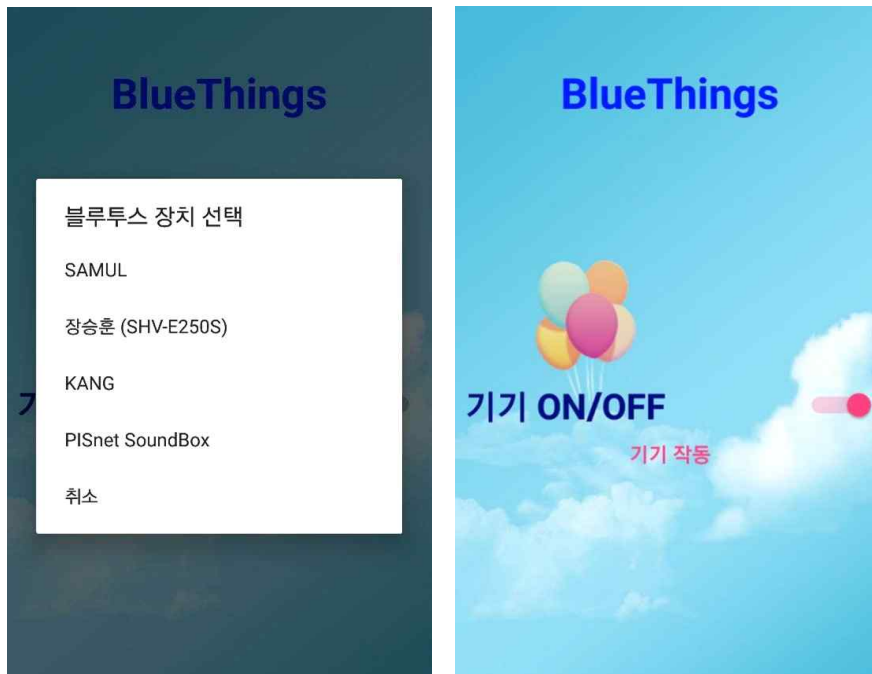 BlueThings
블루투스 장치 선택
SAMUL
장승훈 (SHV-E250S)
KANG
PISnet SoundBox
취소
기
BlueThings
기기 ON/OFF
기기 작동